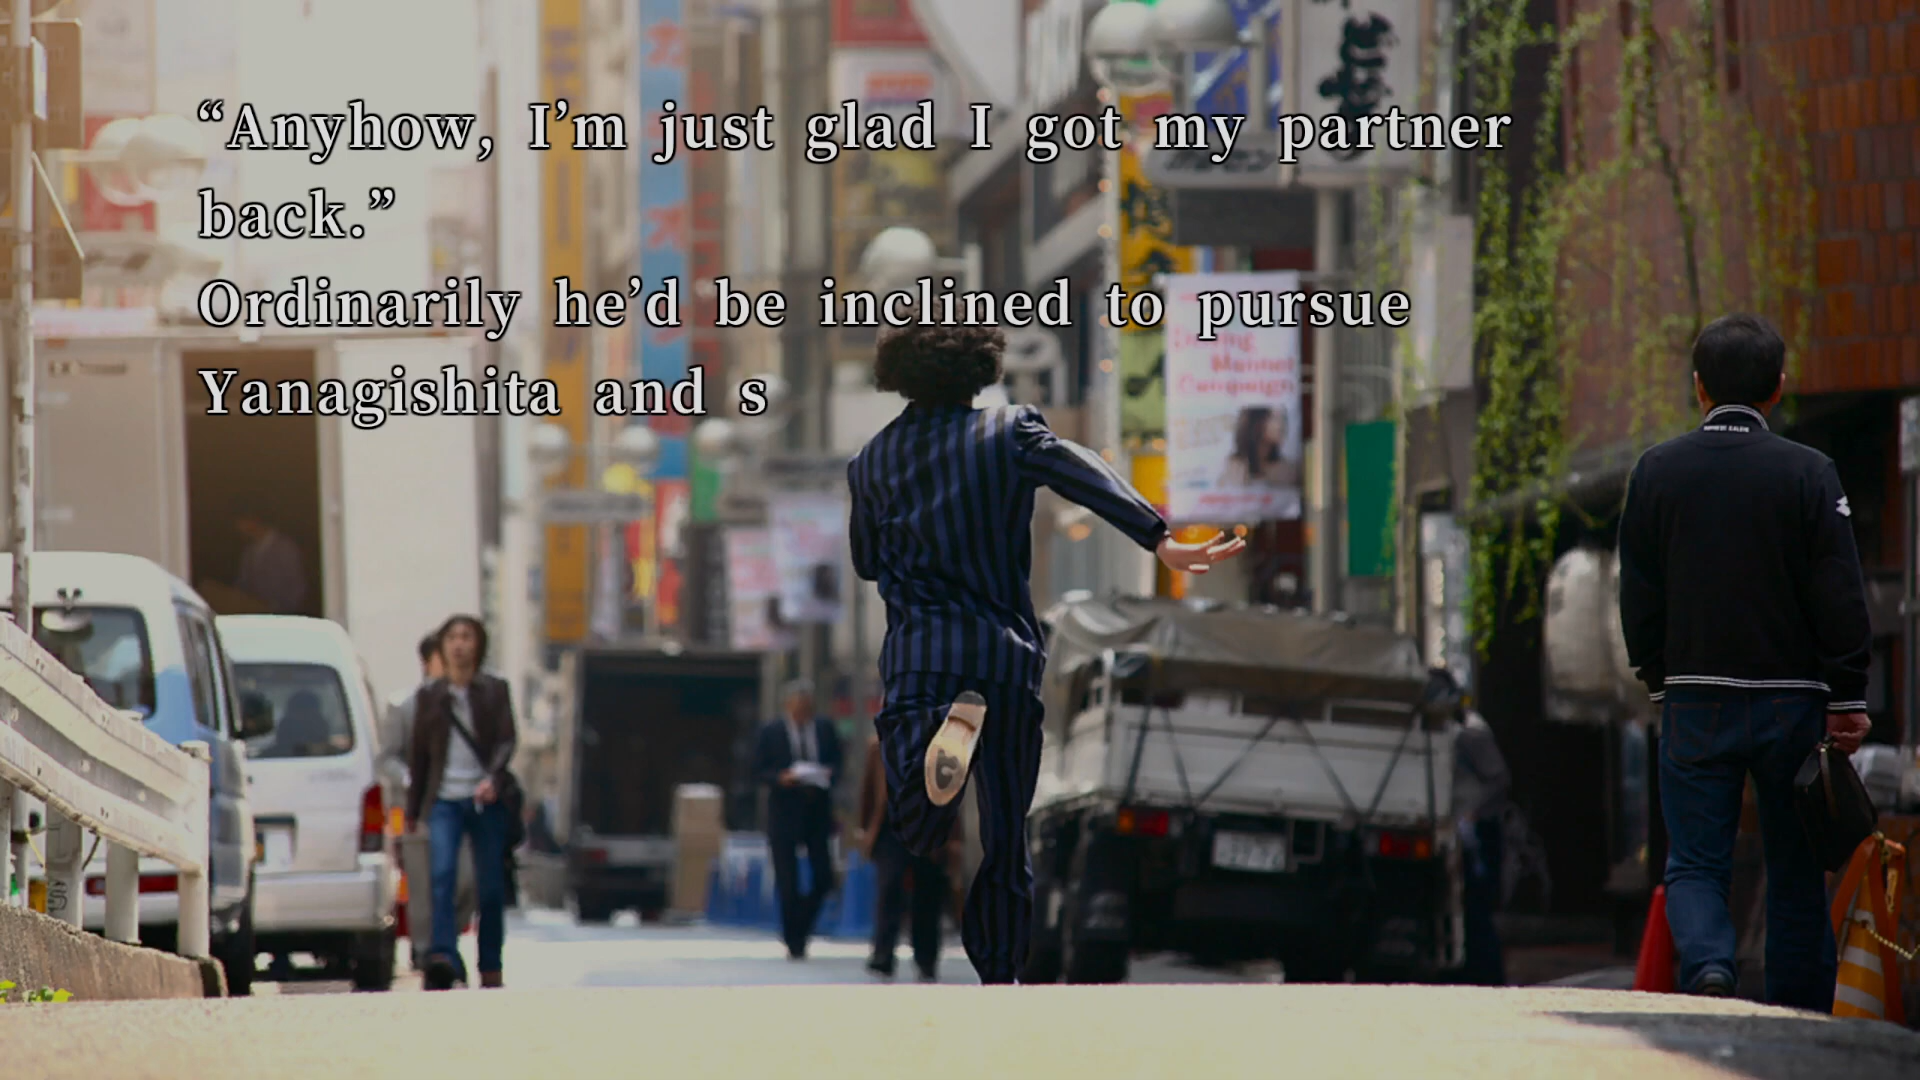 “Anyhow, I’m just glad I got my partner
back.”
Ordinarily he’d be inclined to pursue
Yanagishita and s